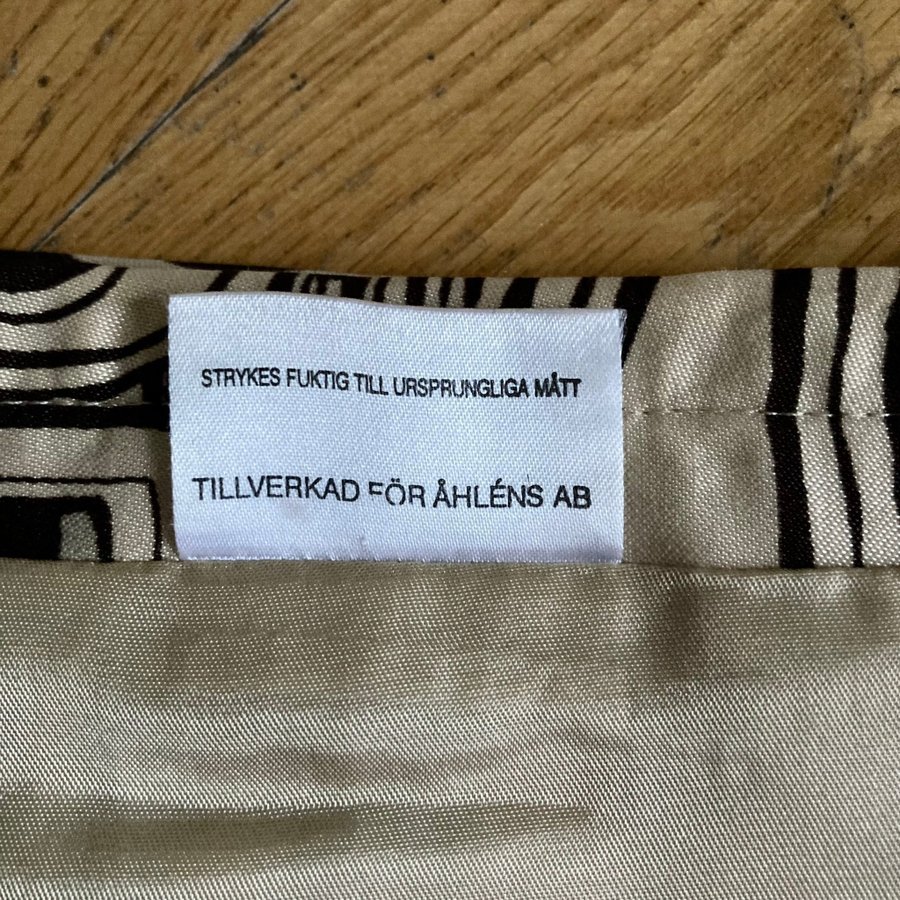 STRYKES FUKTIG TILL URSPRUNGLIGA MÅTT
TILLVERKAD FÖR ÅHLÉNS AB